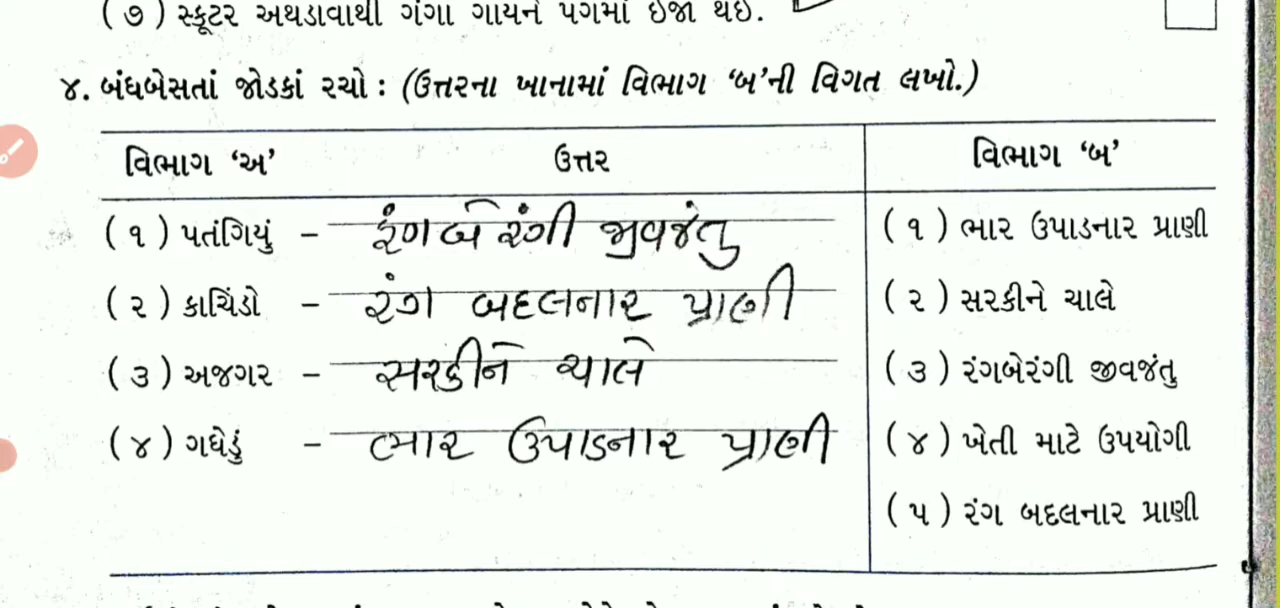 (૭) સ્કૂટર અથડાવાથી ગંગા ગાયને પગમાં ઈજા થઈ.
૪. બંધબેસતાં જોડકાં રચો : (ઉત્તરના ખાનામાં વિભાગ ‘બ’ની વિગત લખો.)
વિભાગ ‘અ’ ઉત્તર વિભાગ ‘બ’
(૧) પતંગિયું – રંગબેરંગી જીવજંતુ (૧) ભાર ઉપાડનાર પ્રાણી
(૨) કાચિંડો – રંગ બદલનાર પ્રાણી (૨) સરકીને ચાલે
(૩) અજગર – સરકીને ચાલે (૩) રંગબેરંગી જીવજંતુ
(૪) ગધેડું – ભાર ઉપાડનાર પ્રાણી (૪) ખેતી માટે ઉપયોગી
(૫) રંગ બદલનાર પ્રાણી